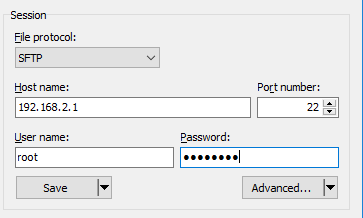 Session
File protocol:
SFTP
Host name: Port number:
192.168.2.1 22
User name: Password:
root ●●●●●●●●
Save Advanced...